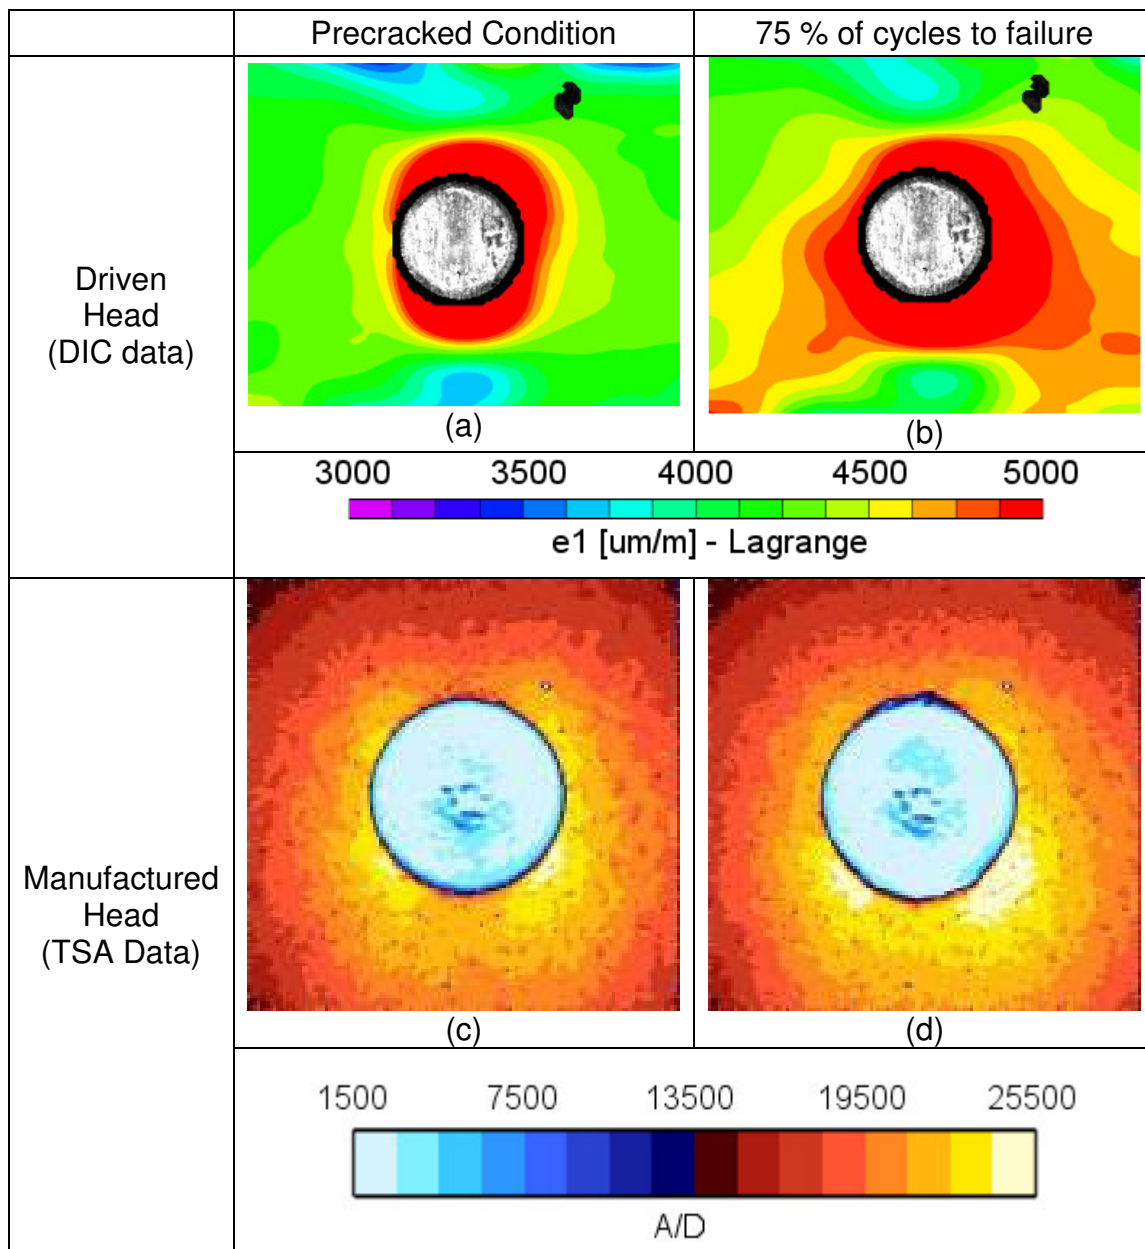 Precracked Condition
75 % of cycles to failure
Driven
Head
(DIC data)
(a)
(b)
3000 3500 4000 4500 5000
e1 [um/m] - Lagrange
Manufactured
Head
(TSA Data)
(c)
(d)
1500 7500 13500 19500 25500
A/D